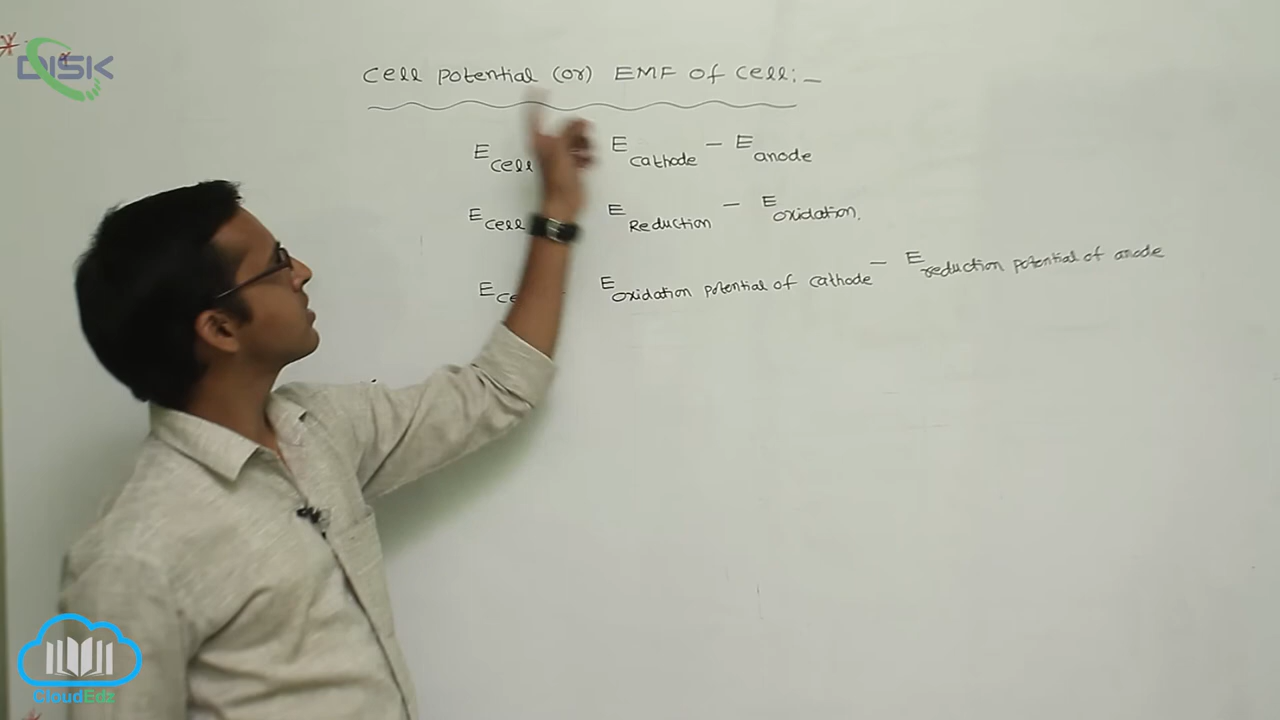 DISK
Cell potential (or) EMF of cell:-
E cell = E cathode - E anode
E cell E Reduction - E oxidation.
E E oxidation potential of cathode - E reduction potential of anode
CloudEdz